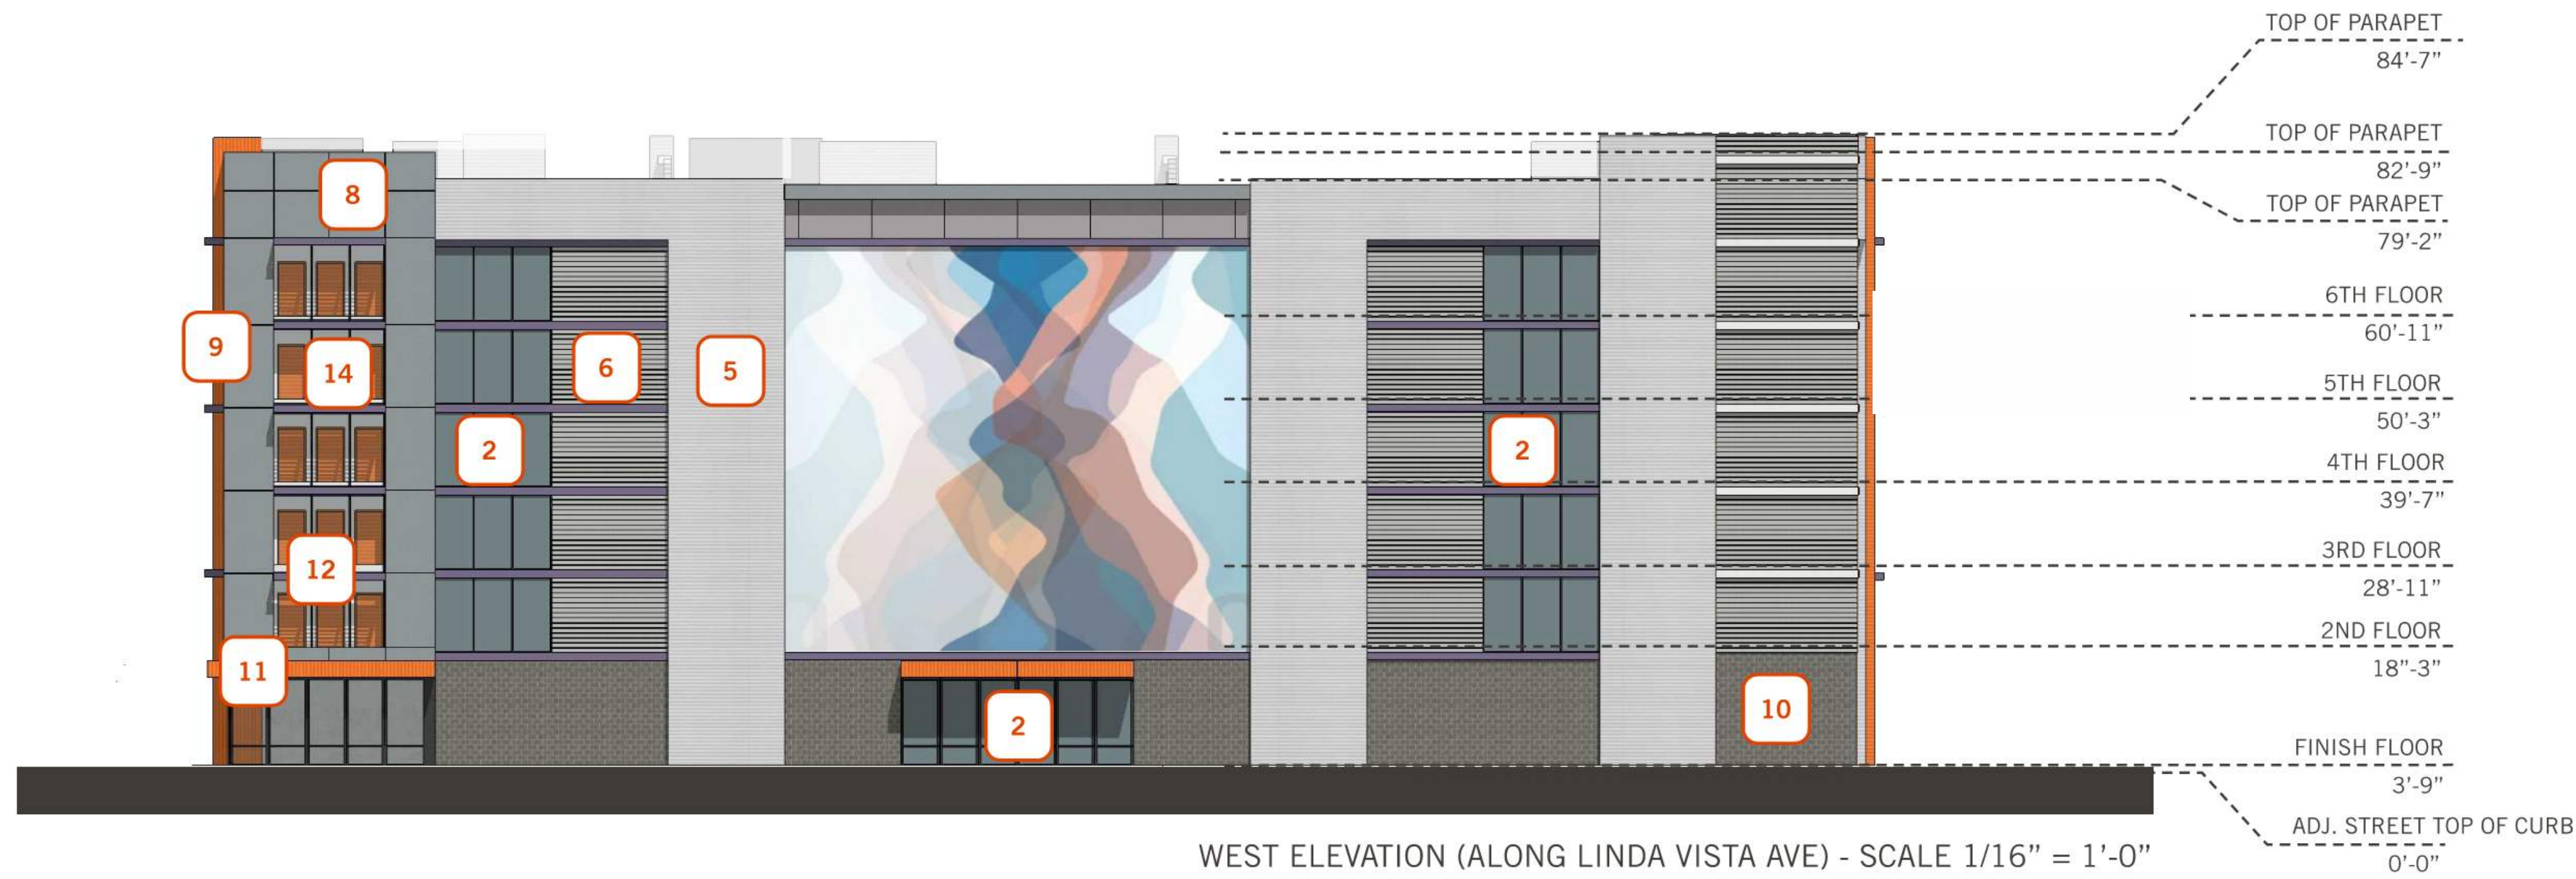 TOP OF PARAPET
84'-7"
TOP OF PARAPET
82'-9"
TOP OF PARAPET
79'-2"
8
6TH FLOOR
60'-11"
9
14
6
5
5TH FLOOR
50'-3"
2
2
4TH FLOOR
39'-7"
12
3RD FLOOR
28'-11"
11
2ND FLOOR
18"-3"
2
10
FINISH FLOOR
3'-9"
ADJ. STREET TOP OF CURB
0'-0"
WEST ELEVATION (ALONG LINDA VISTA AVE) - SCALE 1/16" = 1'-0"